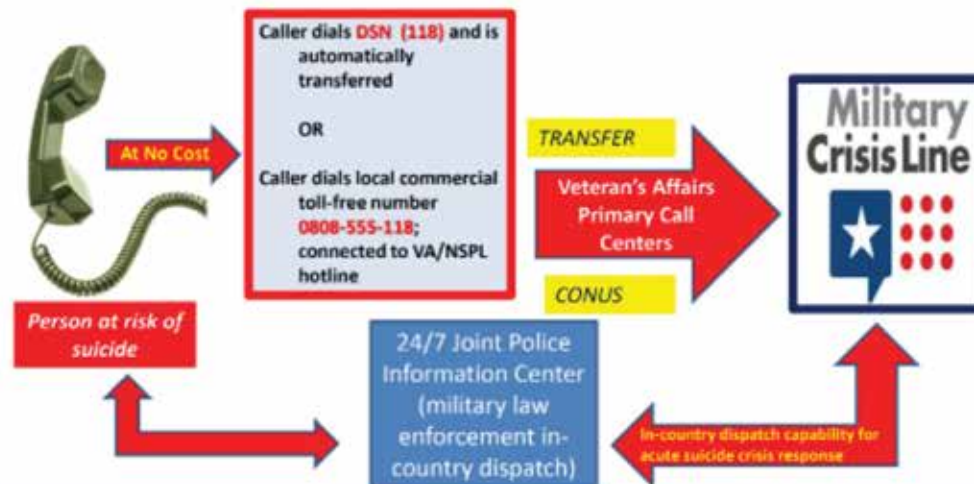 Caller dials DSN (118) and is
automatically
transferred
OR
Caller dials local commercial
toll-free number
0808-555-118;
connected to VA/NSPL
hotline
At No Cost
TRANSFER
Veteran's Affairs
Primary Call
Centers
CONUS
Military
Crisis Line
Person at risk of
suicide
24/7 Joint Police
Information Center
(military law
enforcement in-
country dispatch)
In-country dispatch capability for
acute suicide crisis response